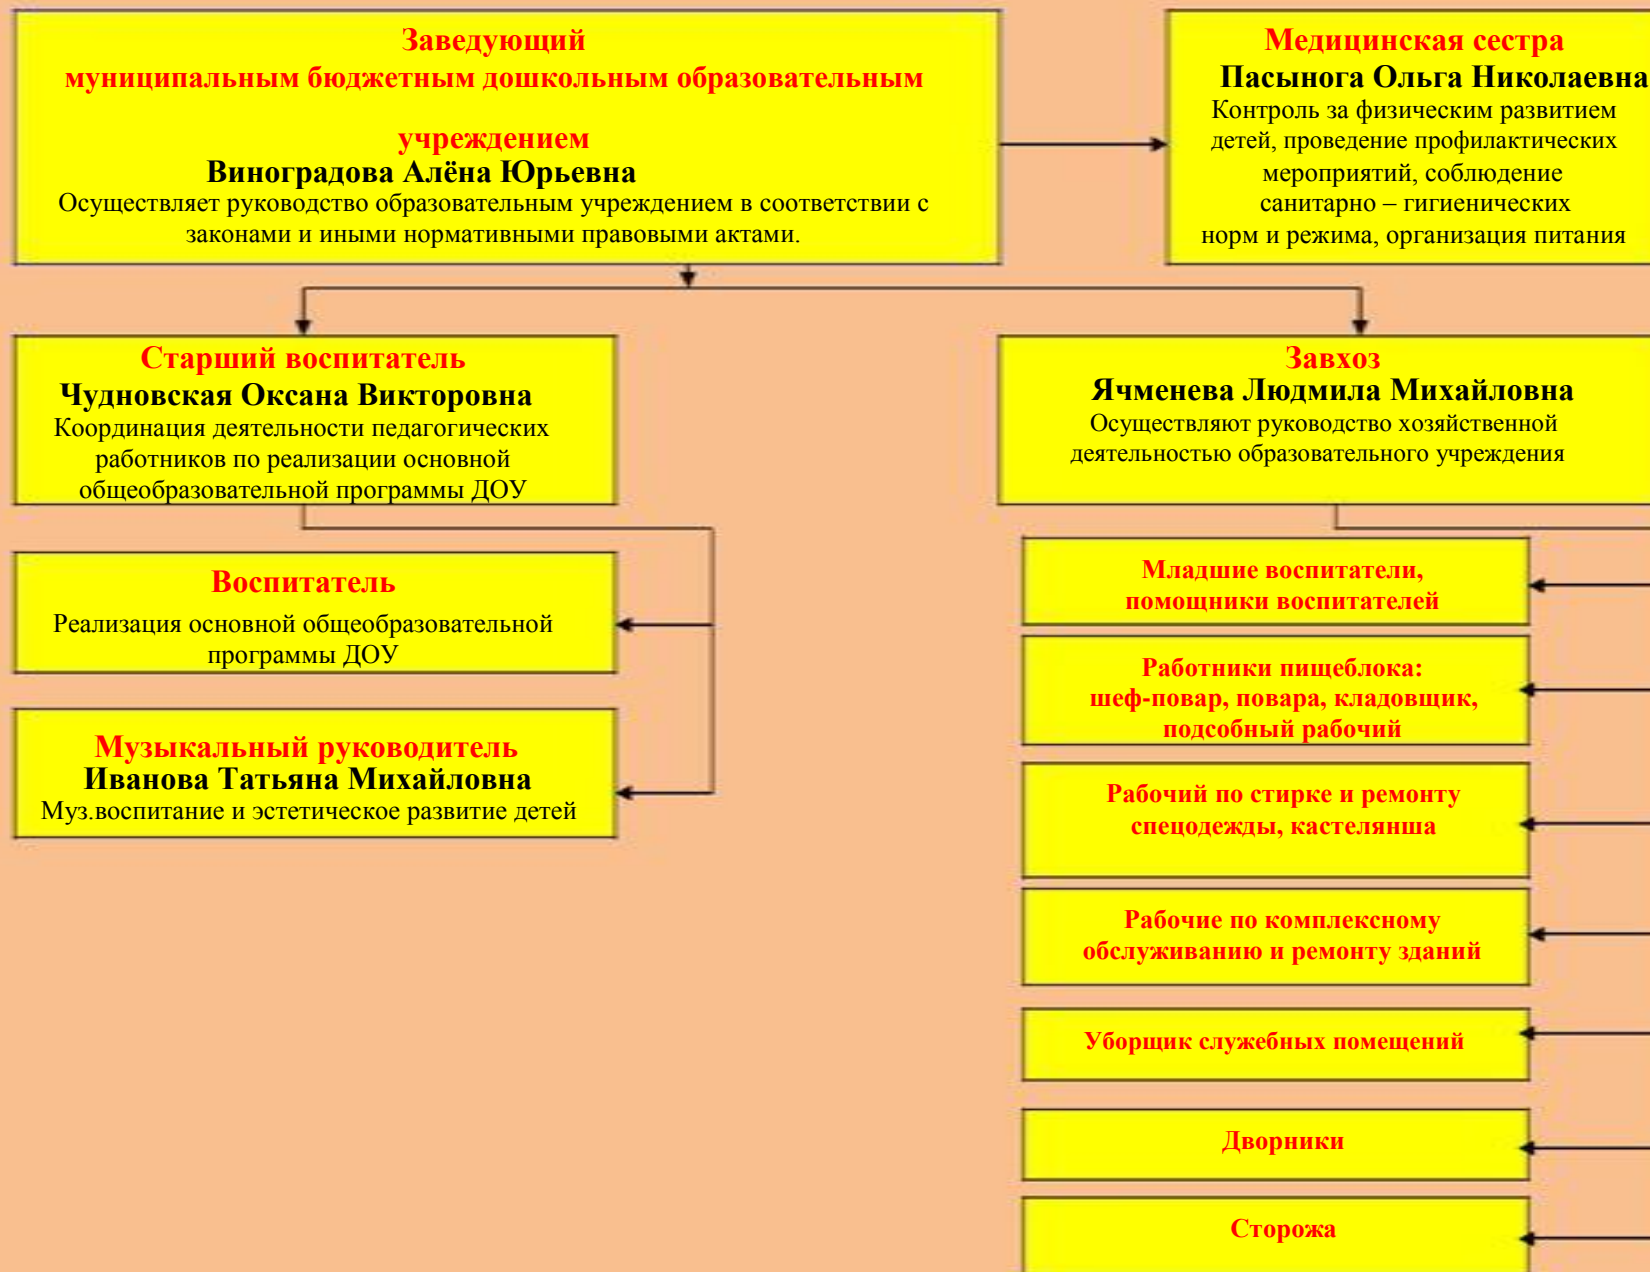 Заведующий
муниципальным бюджетным дошкольным образовательным
учреждением
Виноградова Алёна Юрьевна
Осуществляет руководство образовательным учреждением в соответствии с
законами и иными нормативными правовыми актами.
Медицинская сестра
Пасынога Ольга Николаевна
Контроль за физическим развитием
детей, проведение профилактических
мероприятий, соблюдение
санитарно – гигиенических
норм и режима, организация питания
Старший воспитатель
Чудновская Оксана Викторовна
Координация деятельности педагогических
работников по реализации основной
общеобразовательной программы ДОУ
Завхоз
Ячменева Людмила Михайловна
Осуществляют руководство хозяйственной
деятельностью образовательного учреждения
Воспитатель
Реализация основной общеобразовательной
программы ДОУ
Музыкальный руководитель
Иванова Татьяна Михайловна
Муз.воспитание и эстетическое развитие детей
Младшие воспитатели,
помощники воспитателей
Работники пищеблока:
шеф-повар, повара, кладовщик,
подсобный рабочий
Рабочий по стирке и ремонту
спецодежды, кастелянша
Рабочие по комплексному
обслуживанию и ремонту зданий
Уборщик служебных помещений
Дворники
Сторожа